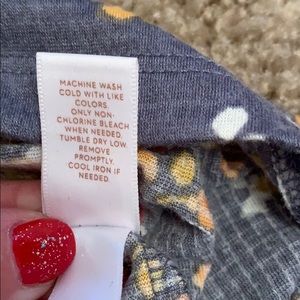 MACHINE WASH
COLD WITH LIKE
COLORS.
ONLY NON-
CHLORINE BLEACH
WHEN NEEDED.
TUMBLE DRY LOW
REMOVE
PROMPTLY.
COOL IRON IF
NEEDED.